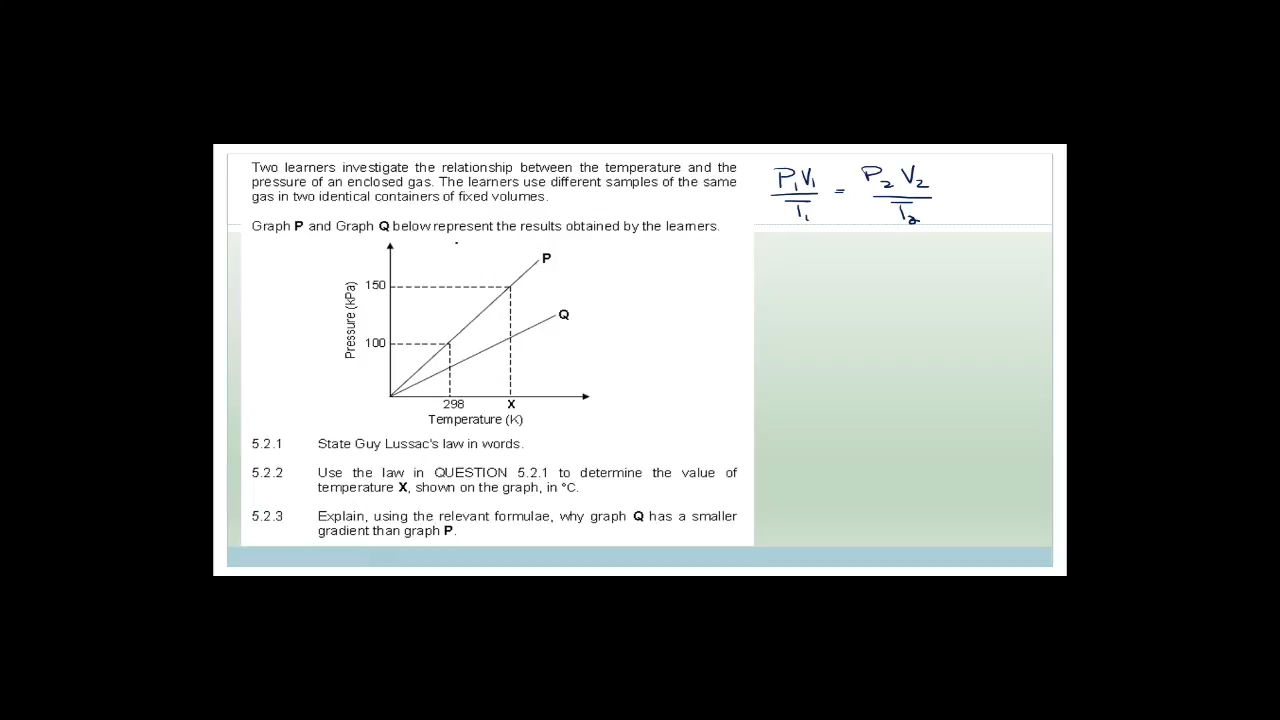 Two learners investigate the relationship between the temperature and the
pressure of an enclosed gas. The learners use different samples of the same
gas in two identical containers of fixed volumes.
Graph P and Graph Q below represent the results obtained by the learners.
P₁V₁/T₁ = P₂V₂/T₂
P
150
Q
Pressure (kPa)
100
298 X
Temperature (K)
5.2.1 State Guy Lussac's law in words.
5.2.2 Use the law in QUESTION 5.2.1 to determine the value of
temperature X, shown on the graph, in °C.
5.2.3 Explain, using the relevant formulae, why graph Q has a smaller
gradient than graph P.